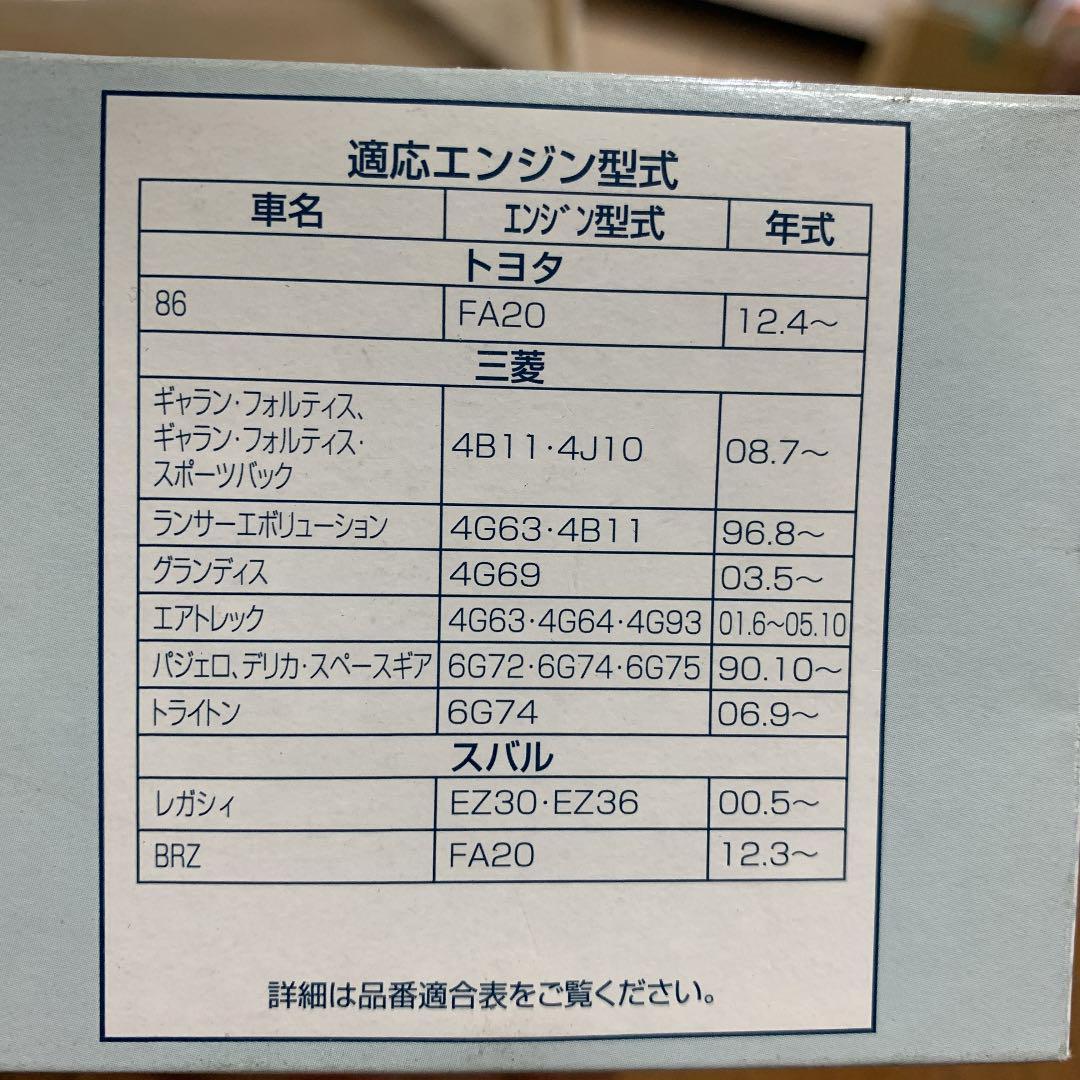 適応エンジン型式
車名 ｴﾝｼﾞﾝ型式 年式
トヨタ
86 FA20 12.4～
三菱
ギャラン・フォルティス、
ギャラン・フォルティス・
スポーツバック 4B11・4J10 08.7～
ランサーエボリューション 4G63・4B11 96.8～
グランディス 4G69 03.5～
エアトレック 4G63・4G64・4G93 01.6～05.10
パジェロ、デリカ・スペースギア 6G72・6G74・6G75 90.10～
トライトン 6G74 06.9～
スバル
レガシィ EZ30・EZ36 00.5～
BRZ FA20 12.3～
詳細は品番適合表をご覧ください。